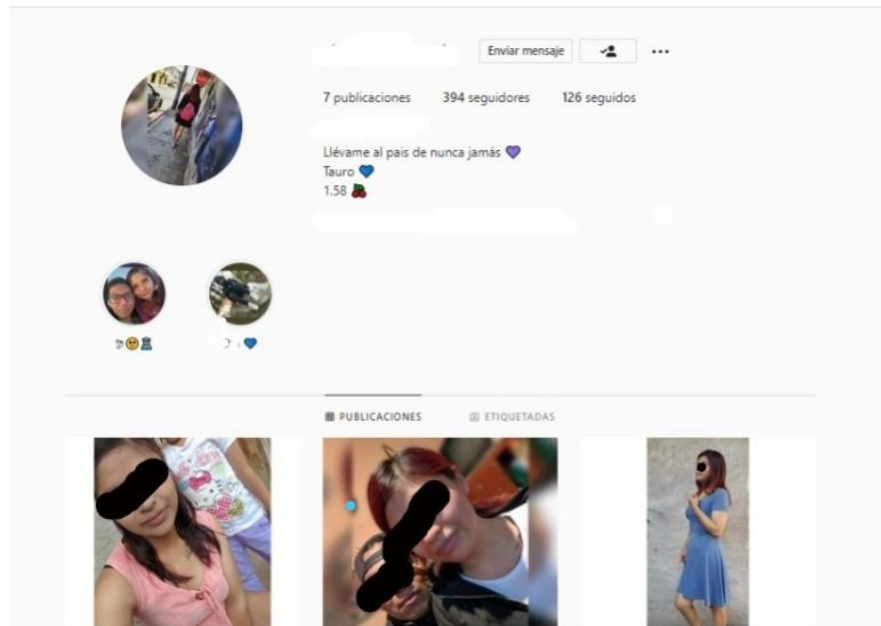 Enviar mensaje
7 publicaciones 394 seguidores 126 seguidos
Llévame al pais de nunca jamás 💜
Tauro 💙
1.58 🍒
PUBLICACIONES ETIQUETADAS